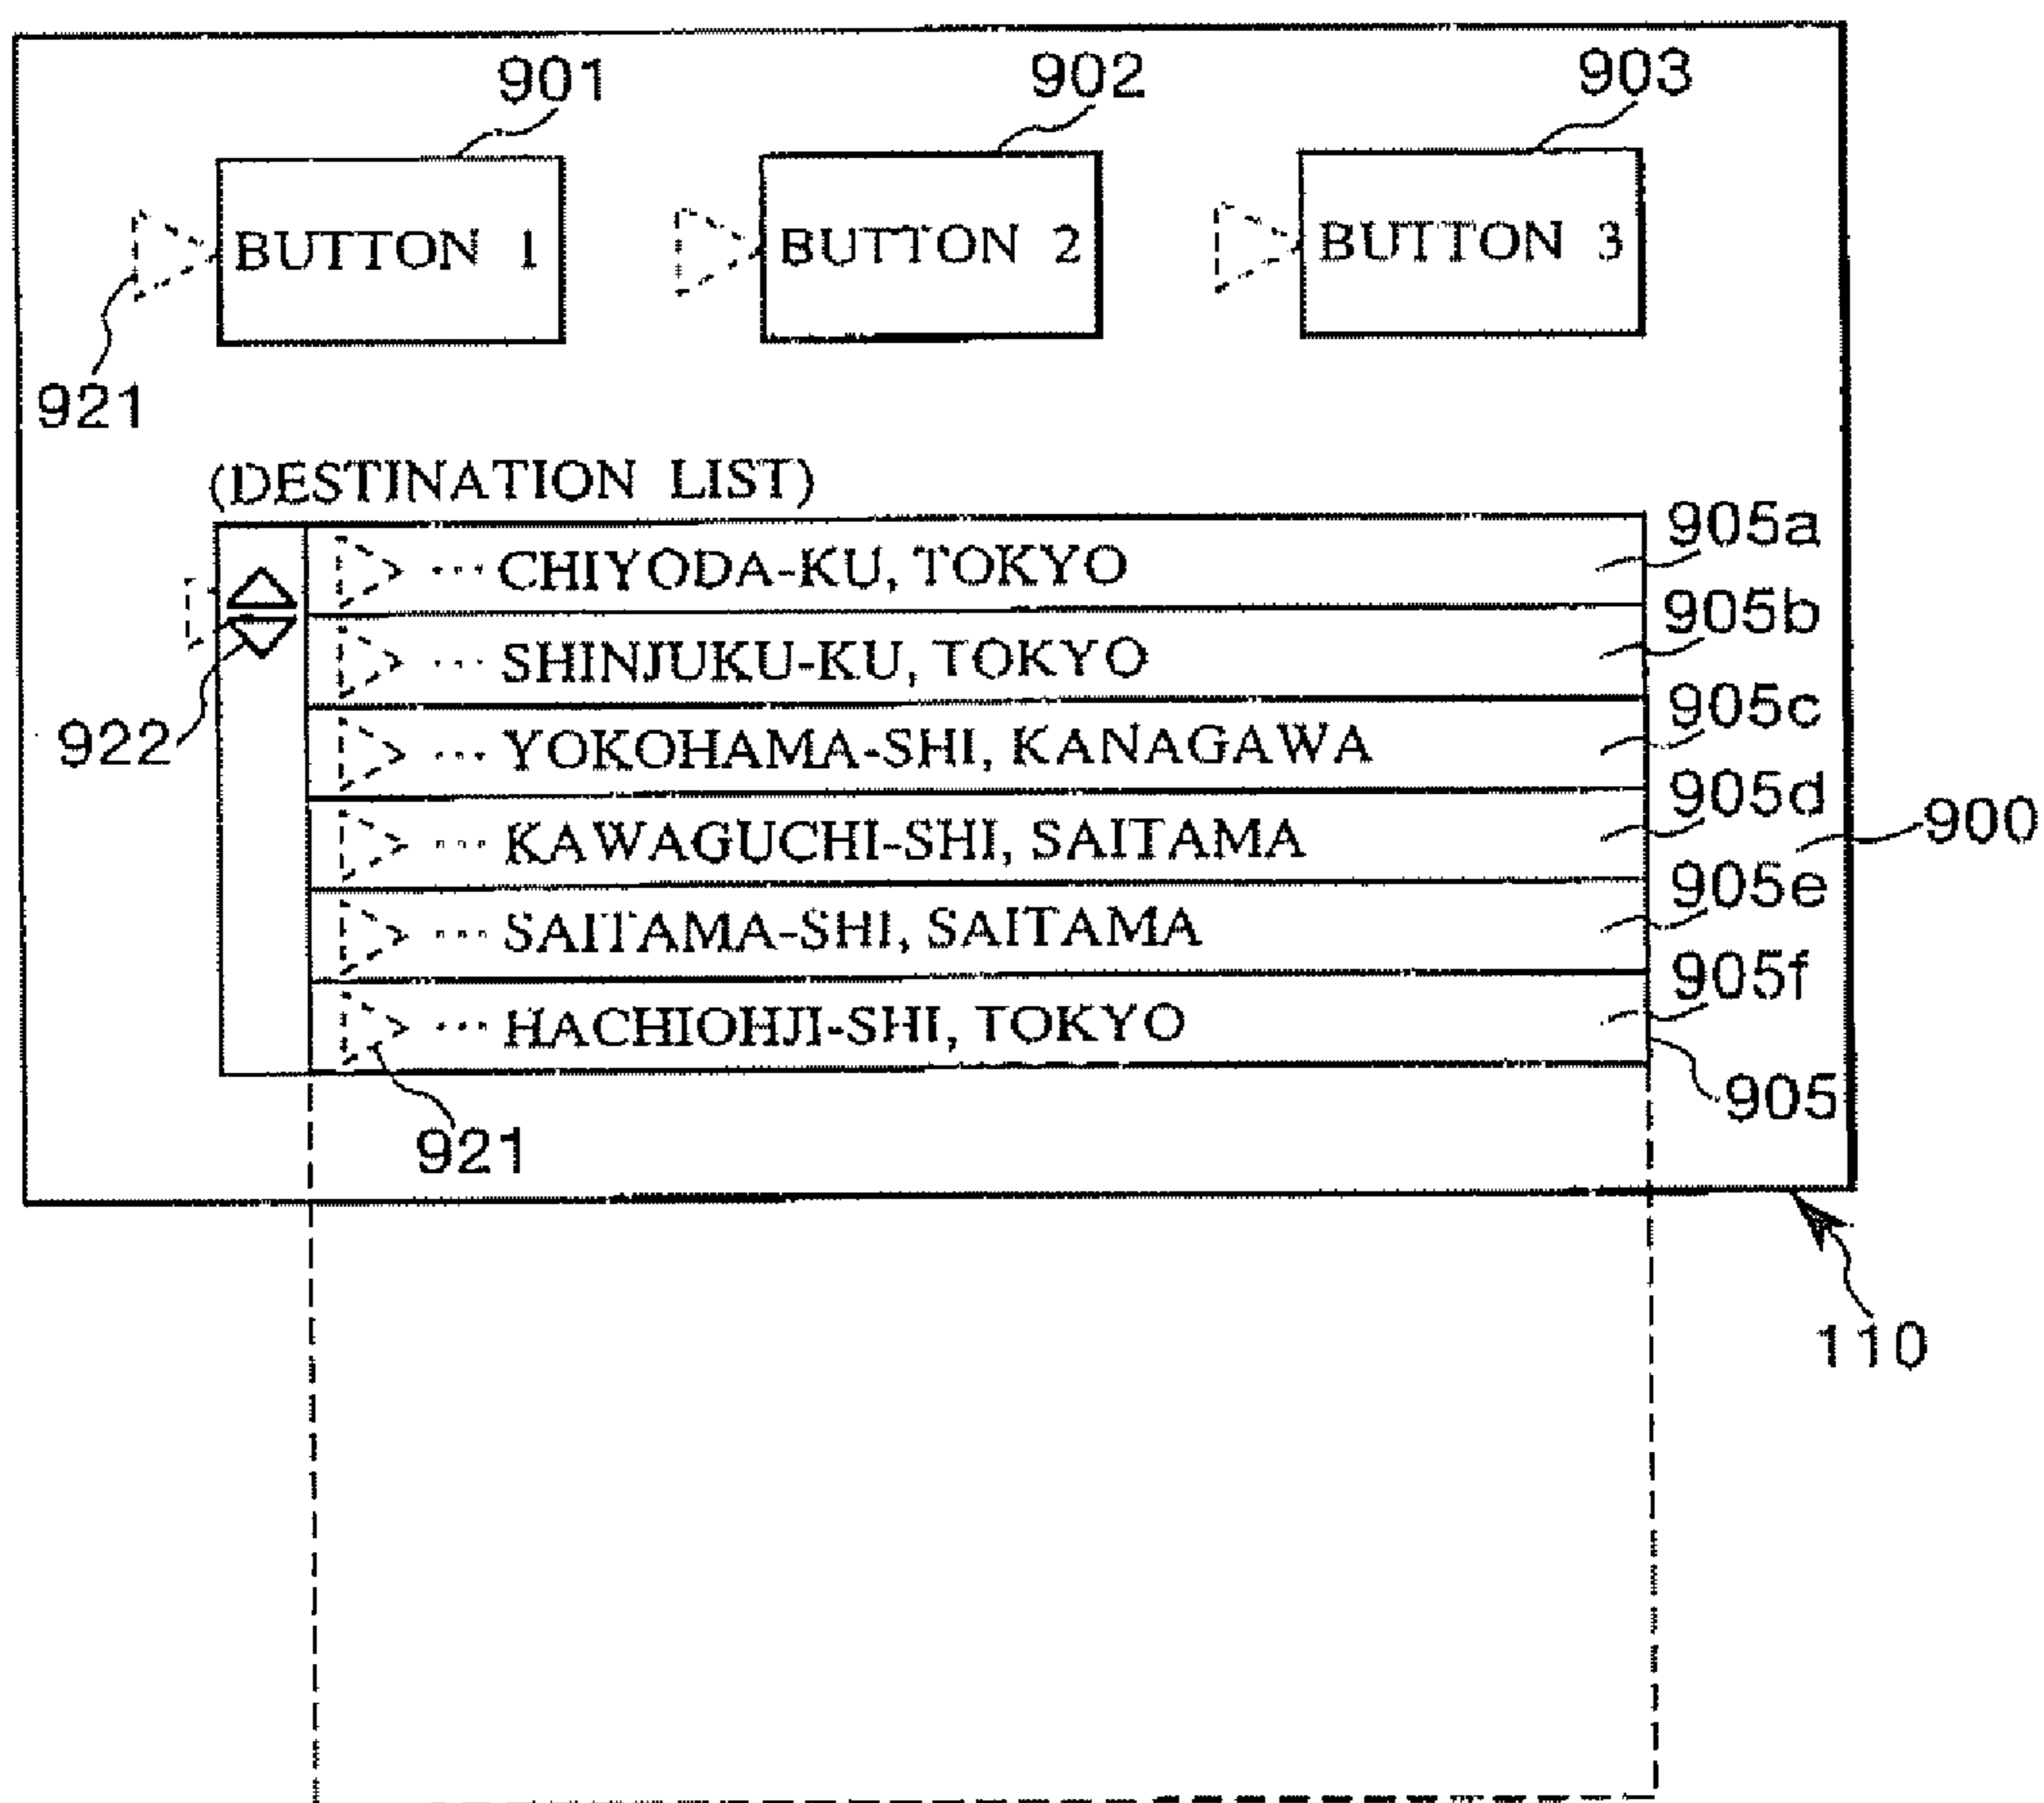 901 902 903
BUTTON 1 BUTTON 2 BUTTON 3
921
(DESTINATION LIST)
··· CHIYODA-KU, TOKYO 905a
··· SHINJUKU-KU, TOKYO 905b
922
··· YOKOHAMA-SHI, KANAGAWA 905c
··· KAWAGUCHI-SHI, SAITAMA 905d
900
··· SAITAMA-SHI, SAITAMA 905e
··· HACHIOHJI-SHI, TOKYO 905f
905
921
110